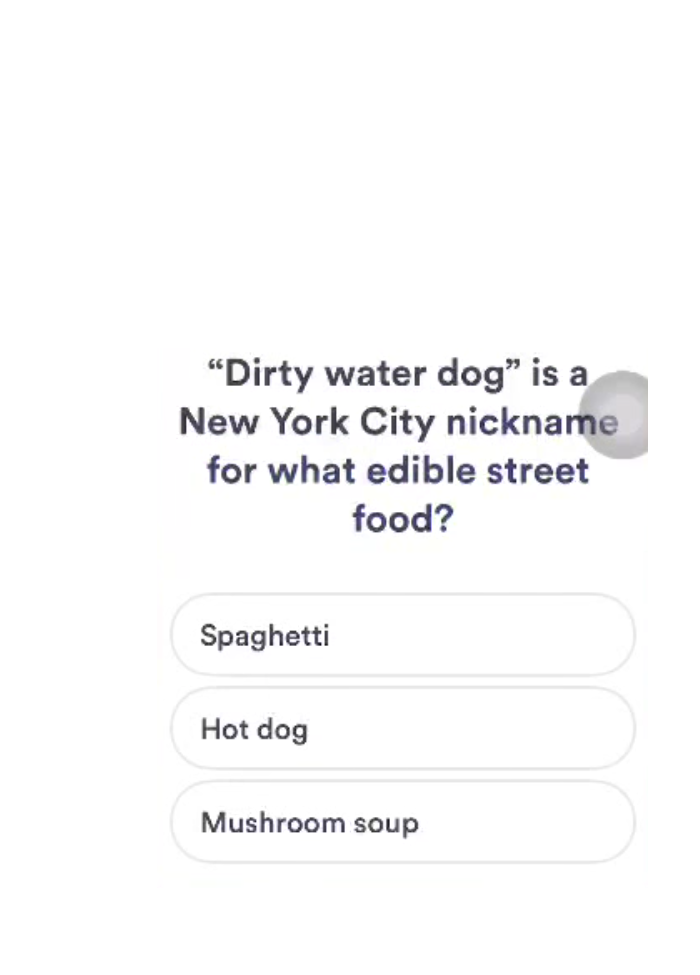 “Dirty water dog” is a
New York City nickname
for what edible street
food?
Spaghetti
Hot dog
Mushroom soup